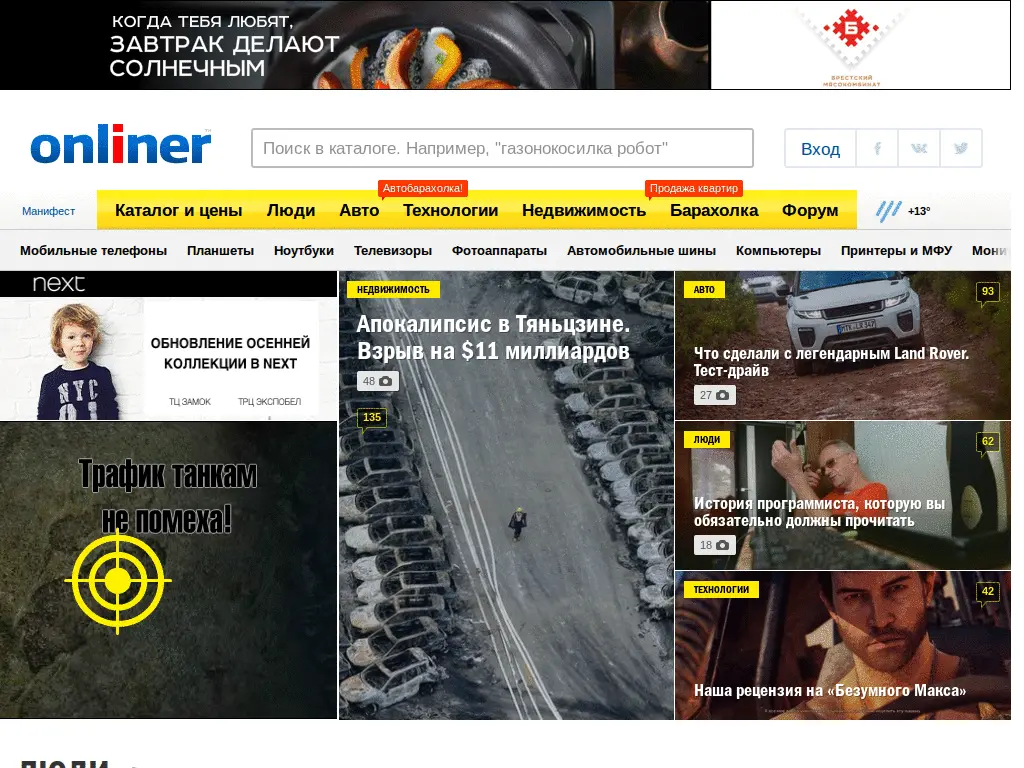 КОГДА ТЕБЯ ЛЮБЯТ,
ЗАВТРАК ДЕЛАЮТ
СОЛНЕЧНЫМ
Б
БРЕСТСКИЙ
МЯСОКОМБИНАТ
onliner
Поиск в каталоге. Например, "газонокосилка робот"
Вход
Автобарахолка!
Продажа квартир
Манифест
Каталог и цены Люди Авто Технологии Недвижимость Барахолка Форум
+13°
Мобильные телефоны Планшеты Ноутбуки Телевизоры Фотоаппараты Автомобильные шины Компьютеры Принтеры и МФУ Мони
next
ОБНОВЛЕНИЕ ОСЕННЕЙ
КОЛЛЕКЦИИ В NEXT
ТЦ ЗАМОК ТРЦ ЭКСПОБЕЛ
NYC
Трафик танкам
не помеха!
НЕДВИЖИМОСТЬ
Апокалипсис в Тяньцзине.
Взрыв на $11 миллиардов
48
135
АВТО
93
Что сделали с легендарным Land Rover.
Тест-драйв
27
ЛЮДИ
62
История программиста, которую вы
обязательно должны прочитать
18
ТЕХНОЛОГИИ
42
Наша рецензия на «Безумного Макса»
ЛЮДИ